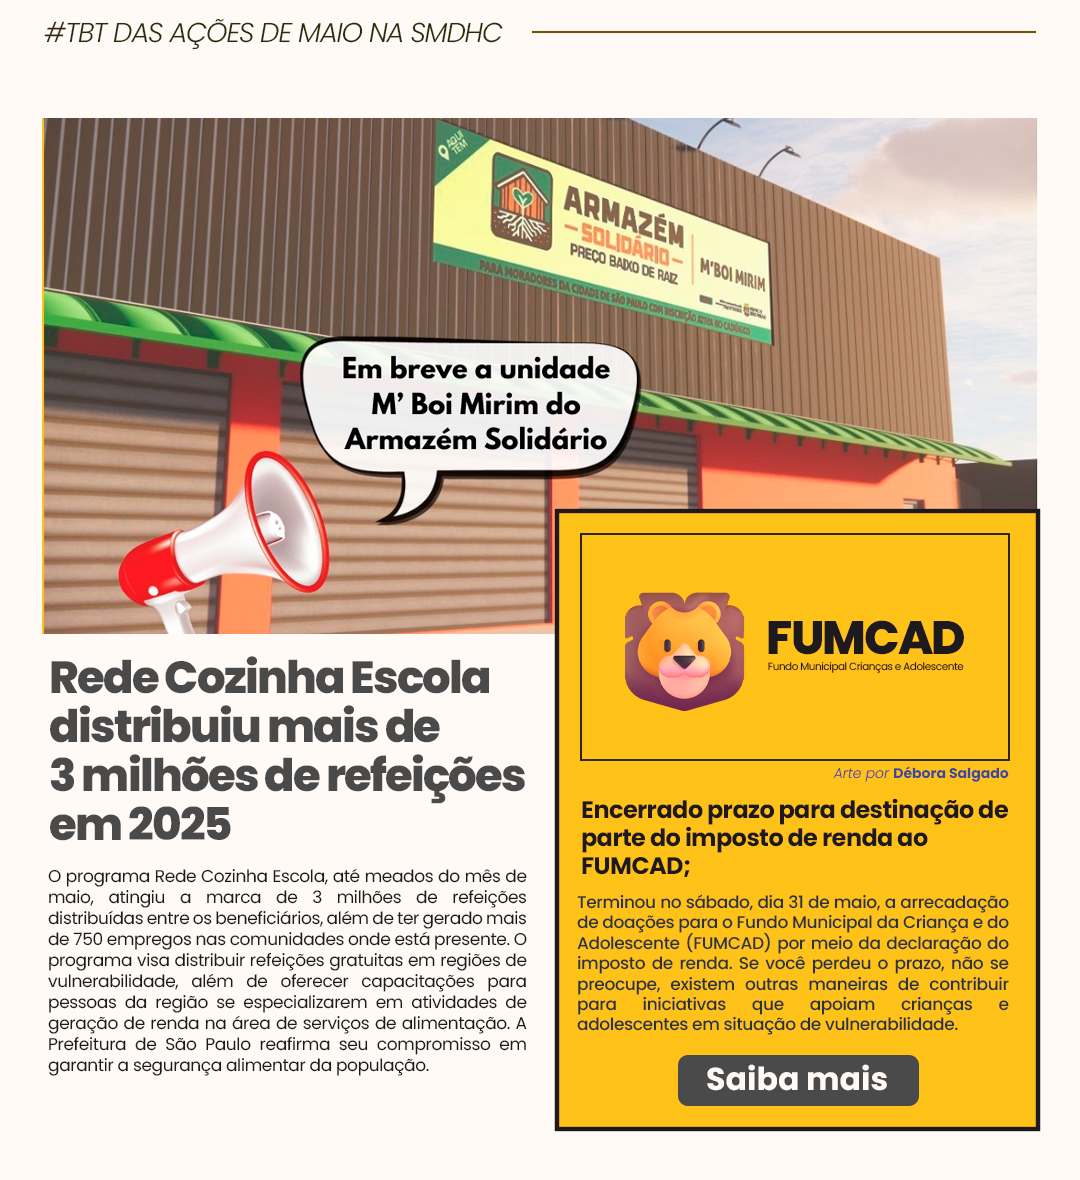 #TBT DAS AÇÕES DE MAIO NA SMDHC
AQUI
TEM
ARMAZÉM
SOLIDÁRIO
PREÇO BAIXO DE RAIZ
M'BOI MIRIM
PARA MORADORES DA CIDADE DE SÃO PAULO COM INSCRIÇÃO ATIVA NO CADÚNICO
Em breve a unidade
M’ Boi Mirim do
Armazém Solidário
Rede Cozinha Escola
distribuiu mais de
3 milhões de refeições
em 2025
O programa Rede Cozinha Escola, até meados do mês de
maio, atingiu a marca de 3 milhões de refeições
distribuídas entre os beneficiários, além de ter gerado mais
de 750 empregos nas comunidades onde está presente. O
programa visa distribuir refeições gratuitas em regiões de
vulnerabilidade, além de oferecer capacitações para
pessoas da região se especializarem em atividades de
geração de renda na área de serviços de alimentação. A
Prefeitura de São Paulo reafirma seu compromisso em
garantir a segurança alimentar da população.
FUMCAD
Fundo Municipal Crianças e Adolescente
Arte por Débora Salgado
Encerrado prazo para destinação de
parte do imposto de renda ao
FUMCAD;
Terminou no sábado, dia 31 de maio, a arrecadação
de doações para o Fundo Municipal da Criança e do
Adolescente (FUMCAD) por meio da declaração do
imposto de renda. Se você perdeu o prazo, não se
preocupe, existem outras maneiras de contribuir
para iniciativas que apoiam crianças e
adolescentes em situação de vulnerabilidade.
Saiba mais